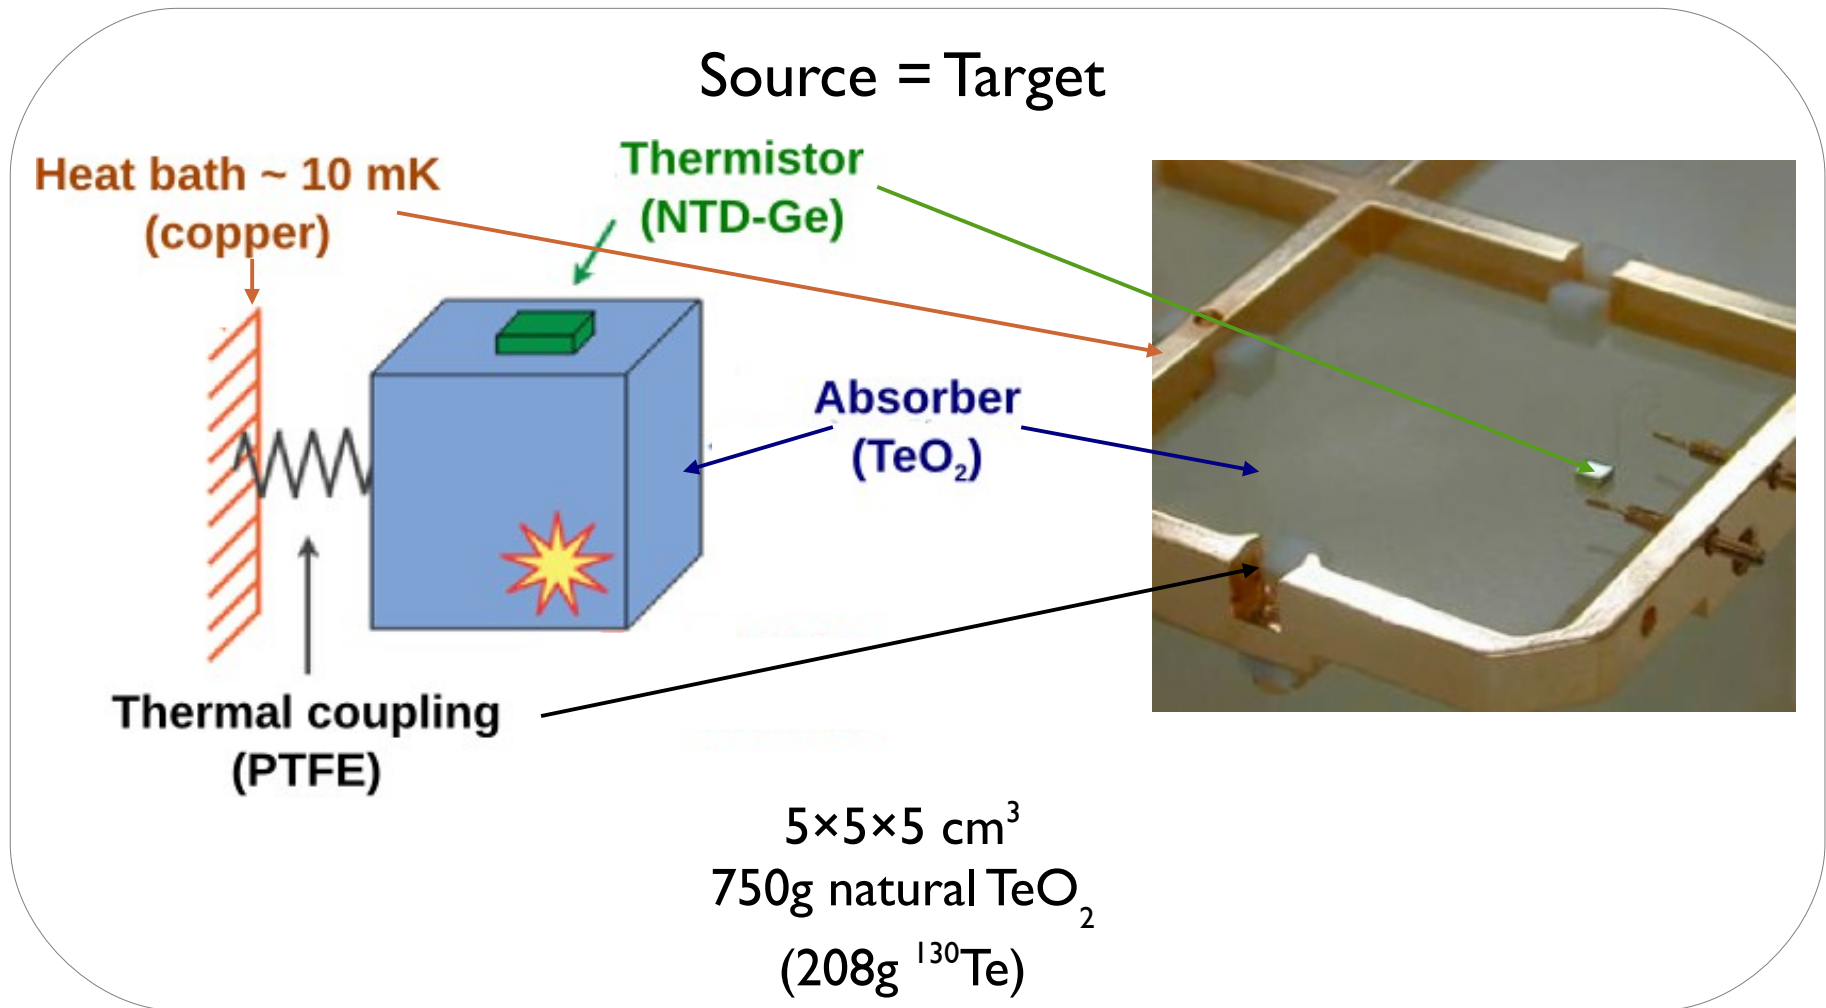 Source = Target
Heat bath ~ 10 mK
(copper)
Thermistor
(NTD-Ge)
Absorber
(TeO₂)
Thermal coupling
(PTFE)
5×5×5 cm³
750g natural TeO₂
(208g ¹³⁰Te)